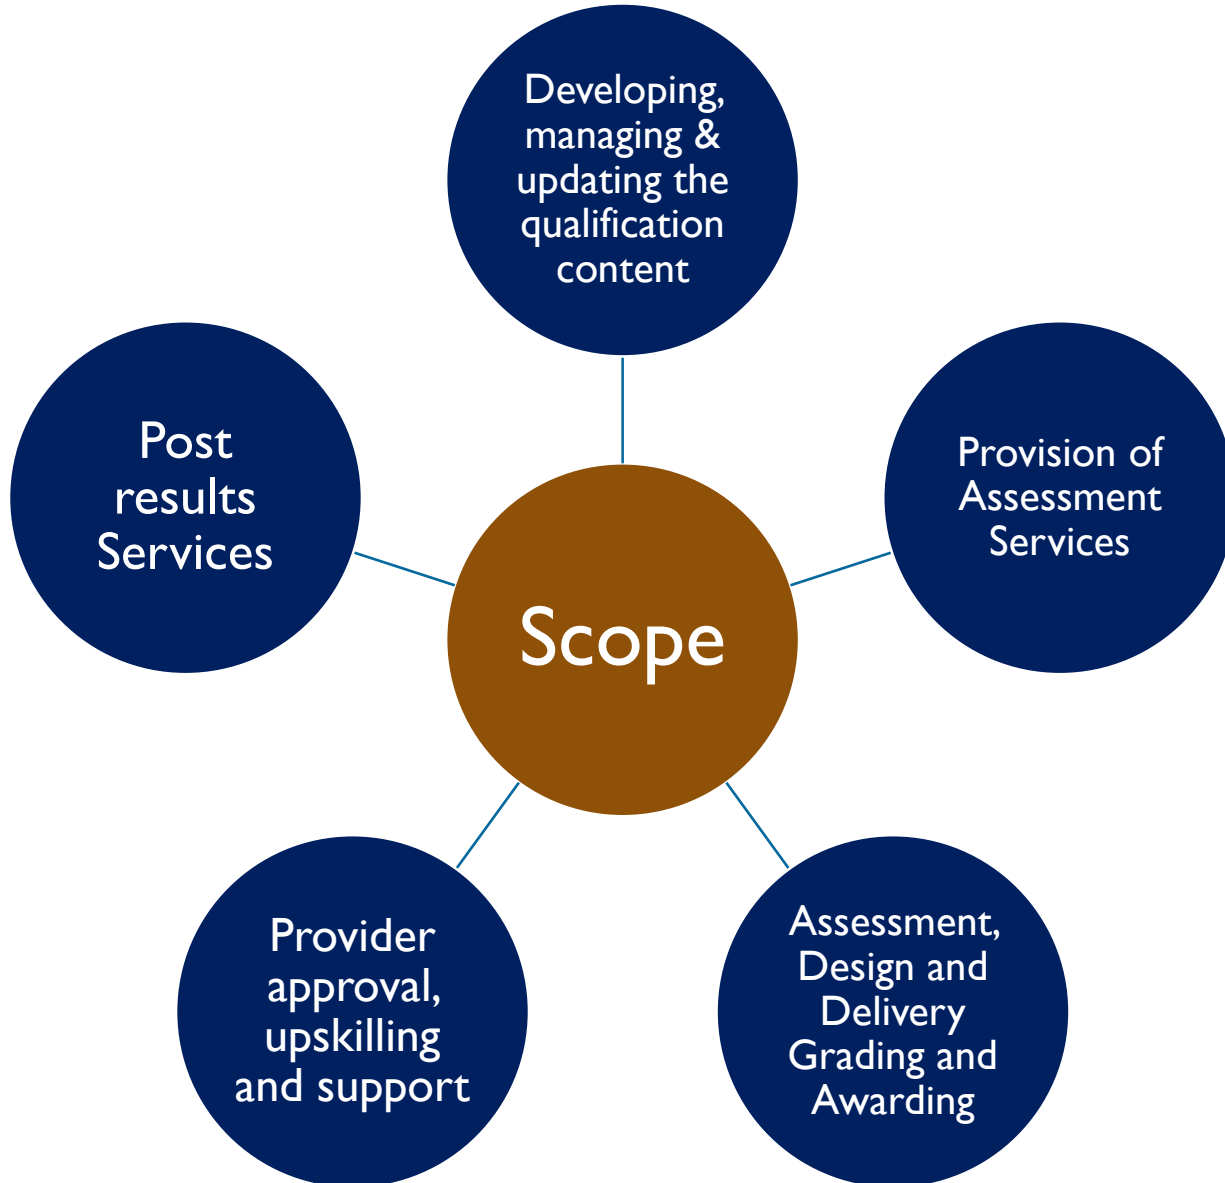 Developing,
managing &
updating the
qualification
content
Post
results
Services
Provision of
Assessment
Services
Scope
Provider
approval,
upskilling
and support
Assessment,
Design and
Delivery
Grading and
Awarding